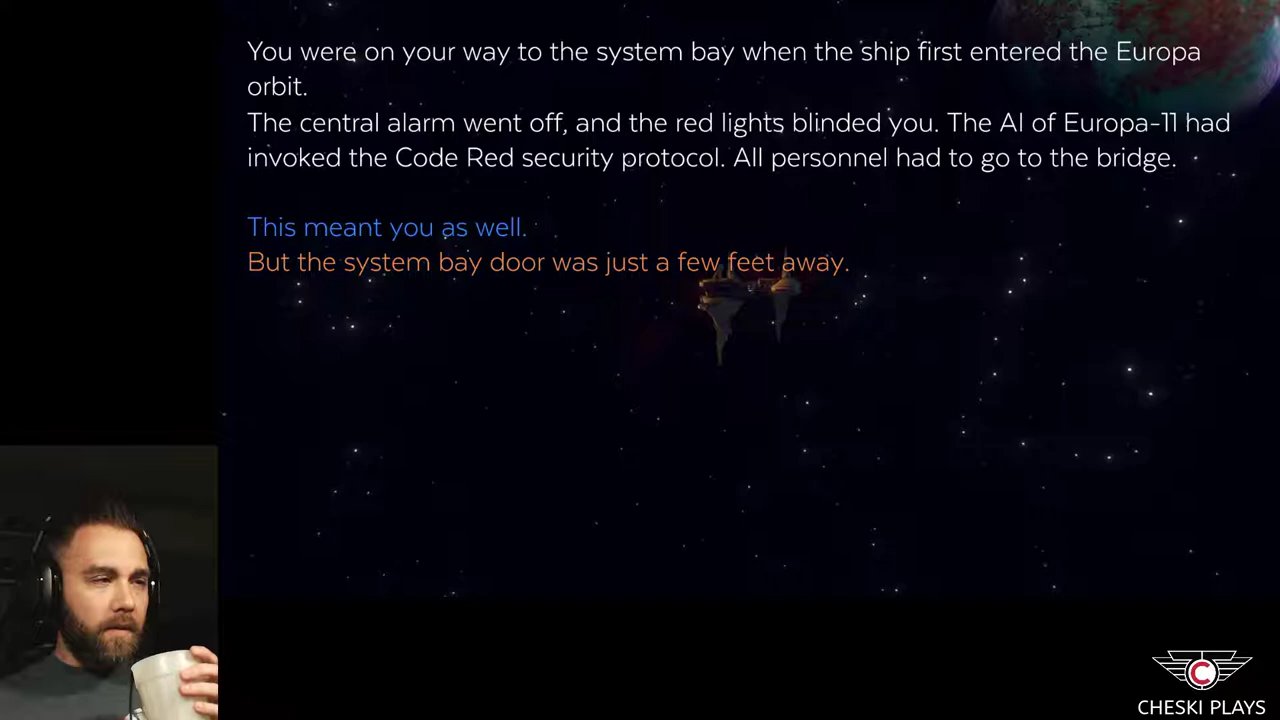 You were on your way to the system bay when the ship first entered the Europa
orbit.
The central alarm went off, and the red lights blinded you. The AI of Europa-11 had
invoked the Code Red security protocol. All personnel had to go to the bridge.
This meant you as well.
But the system bay door was just a few feet away.
C
CHESKI PLAYS